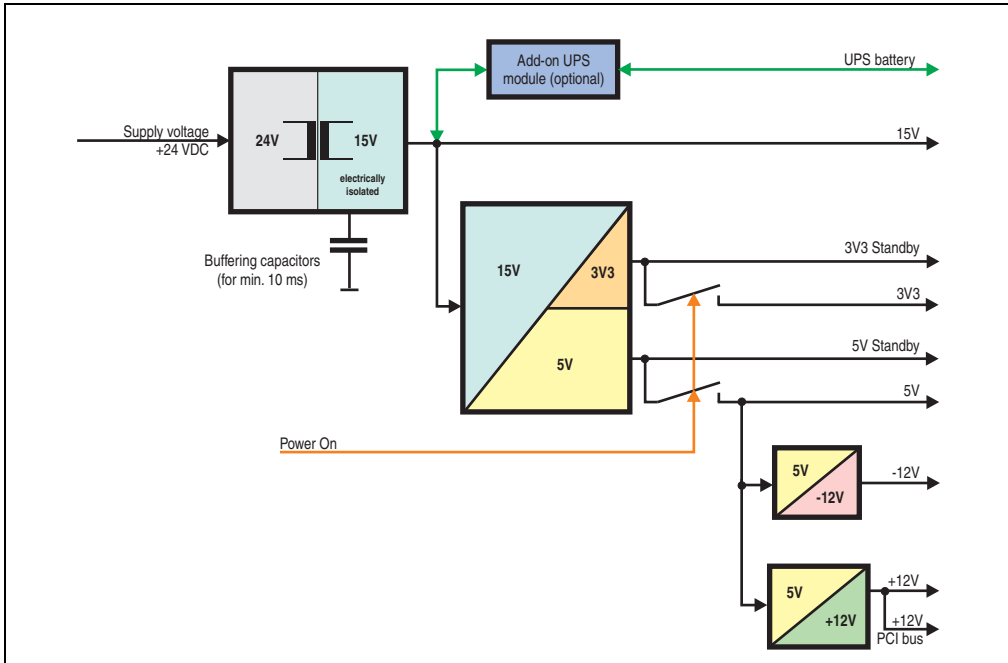 Add-on UPS
module (optional)
UPS battery
Supply voltage
+24 VDC
24V
15V
electrically
isolated
15V
Buffering capacitors
(for min. 10 ms)
15V
3V3
5V
3V3 Standby
3V3
5V Standby
5V
Power On
5V
-12V
-12V
5V
+12V
+12V
+12V
PCI bus